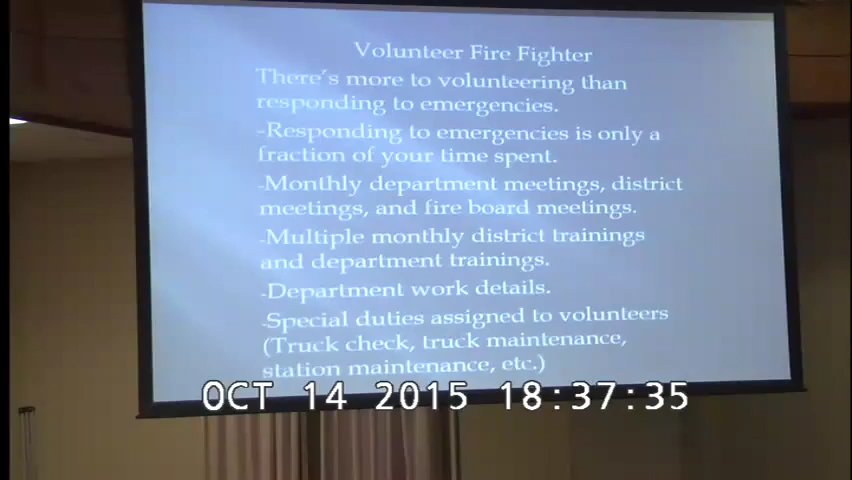 Volunteer Fire Fighter
There's more to volunteering than
responding to emergencies.
-Responding to emergencies is only a
fraction of your time spent.
-Monthly department meetings, district
meetings, and fire board meetings.
-Multiple monthly district trainings
and department trainings.
-Department work details.
-Special duties assigned to volunteers
(Truck check, truck maintenance,
station maintenance, etc.)
OCT 14 2015 18:37:35